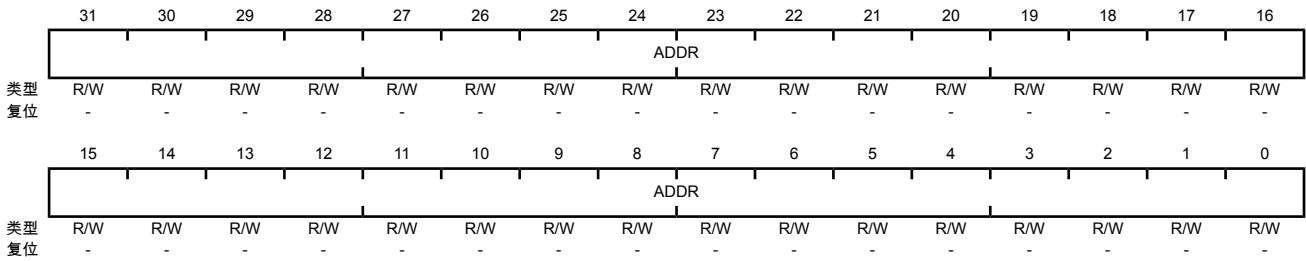 31 30 29 28 27 26 25 24 23 22 21 20 19 18 17 16
ADDR
类型 R/W R/W R/W R/W R/W R/W R/W R/W R/W R/W R/W R/W R/W R/W R/W R/W
复位 - - - - - - - - - - - - - - - -
15 14 13 12 11 10 9 8 7 6 5 4 3 2 1 0
ADDR
类型 R/W R/W R/W R/W R/W R/W R/W R/W R/W R/W R/W R/W R/W R/W R/W R/W
复位 - - - - - - - - - - - - - - - -